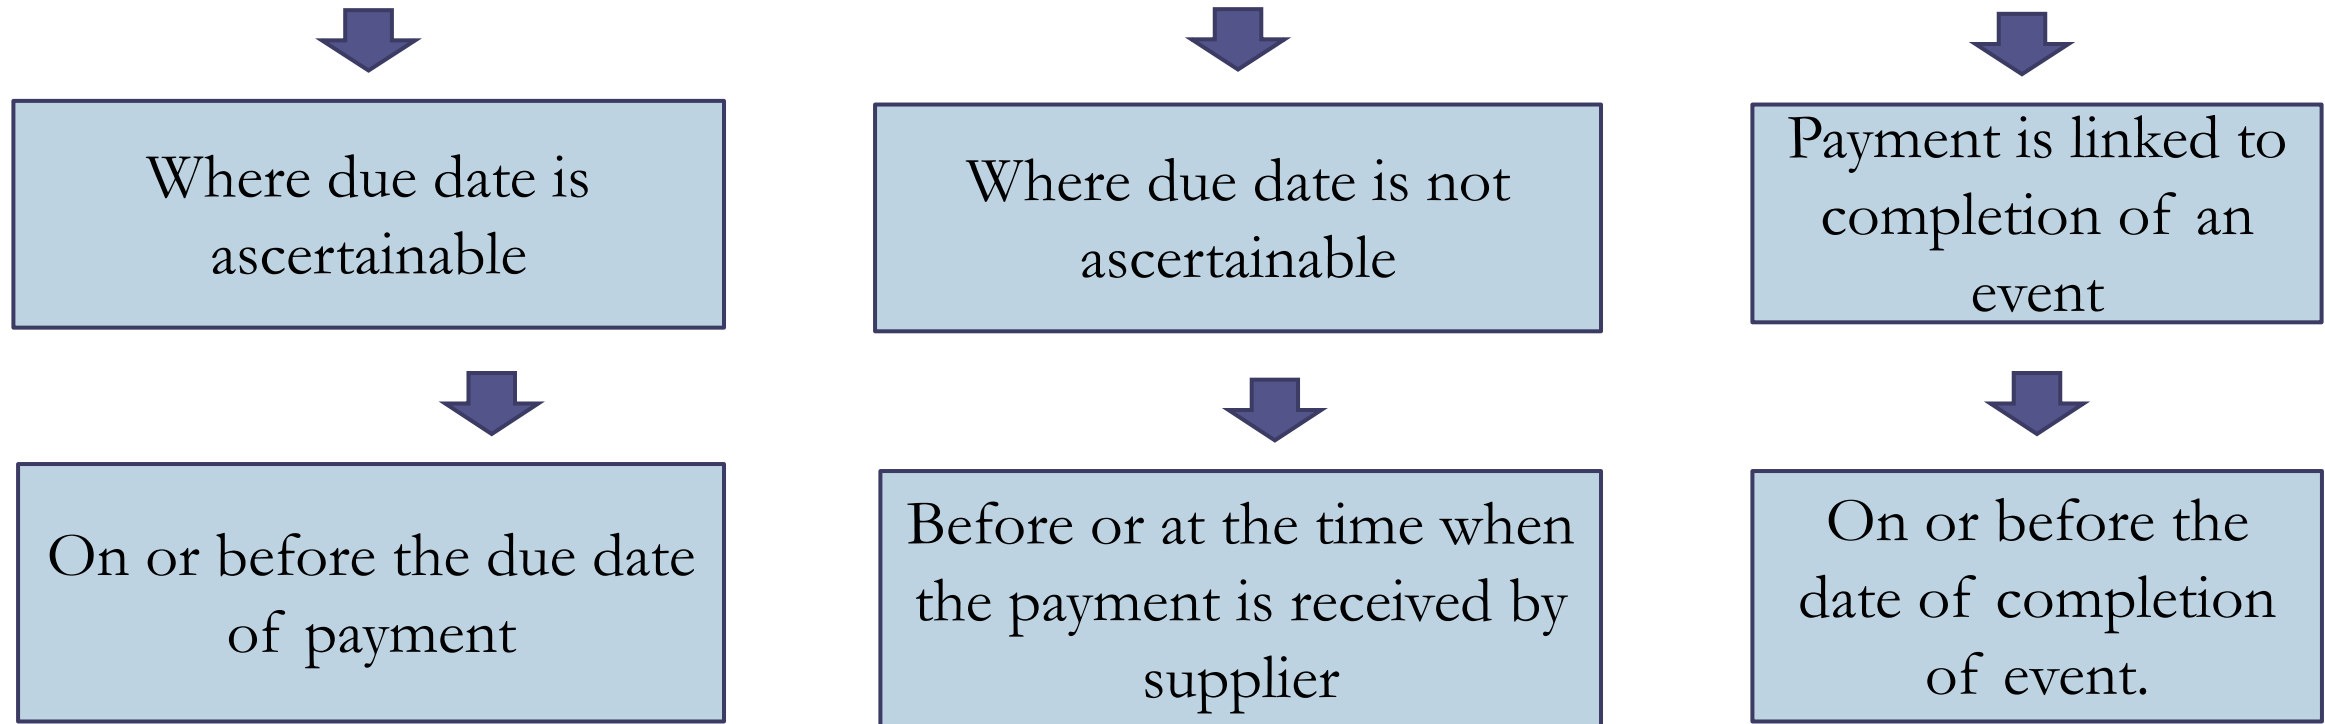 Where due date is
ascertainable
Where due date is not
ascertainable
Payment is linked to
completion of an
event
On or before the due date
of payment
Before or at the time when
the payment is received by
supplier
On or before the
date of completion
of event.